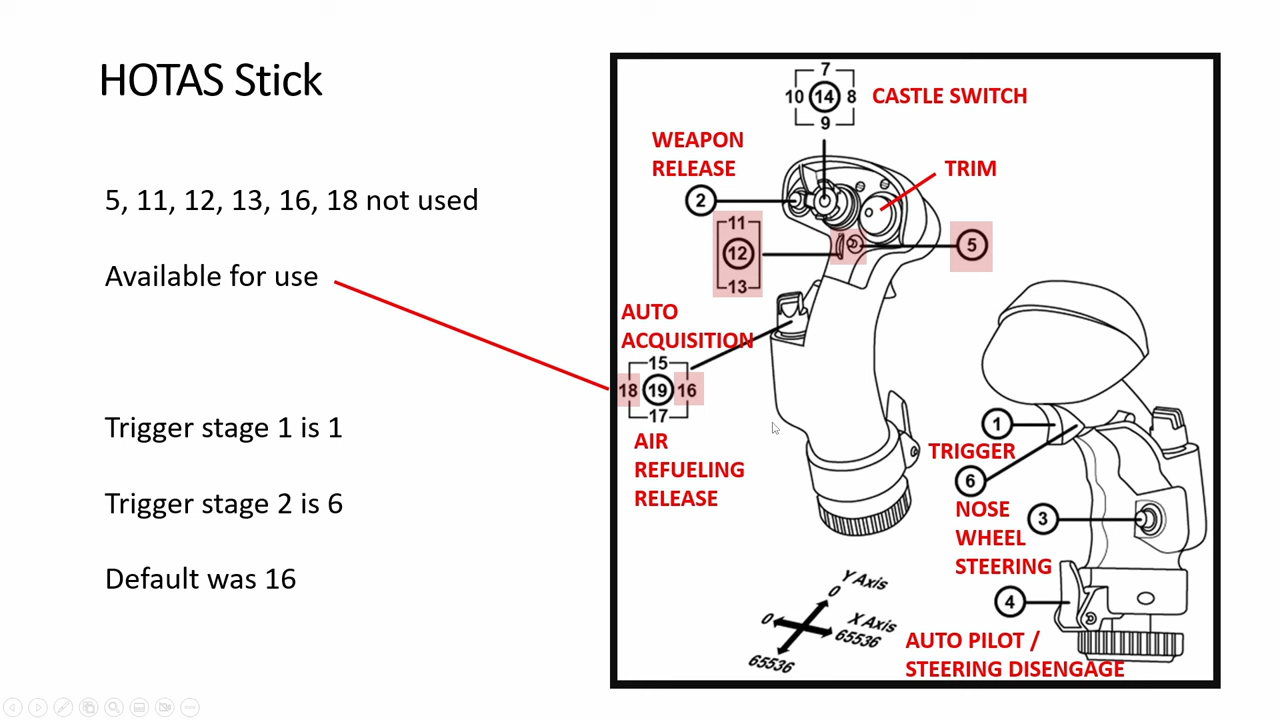 HOTAS Stick
5, 11, 12, 13, 16, 18 not used
Available for use
Trigger stage 1 is 1
Trigger stage 2 is 6
Default was 16
7
10 14 8
9
CASTLE SWITCH
WEAPON
RELEASE
2
TRIM
11
12
13
5
AUTO
ACQUISITION
15
18 19 16
17
AIR
REFUELING
RELEASE
1
TRIGGER
6
NOSE
WHEEL
STEERING
3
4
AUTO PILOT /
STEERING DISENGAGE
Y Axis
0
0
X Axis
65536
65536